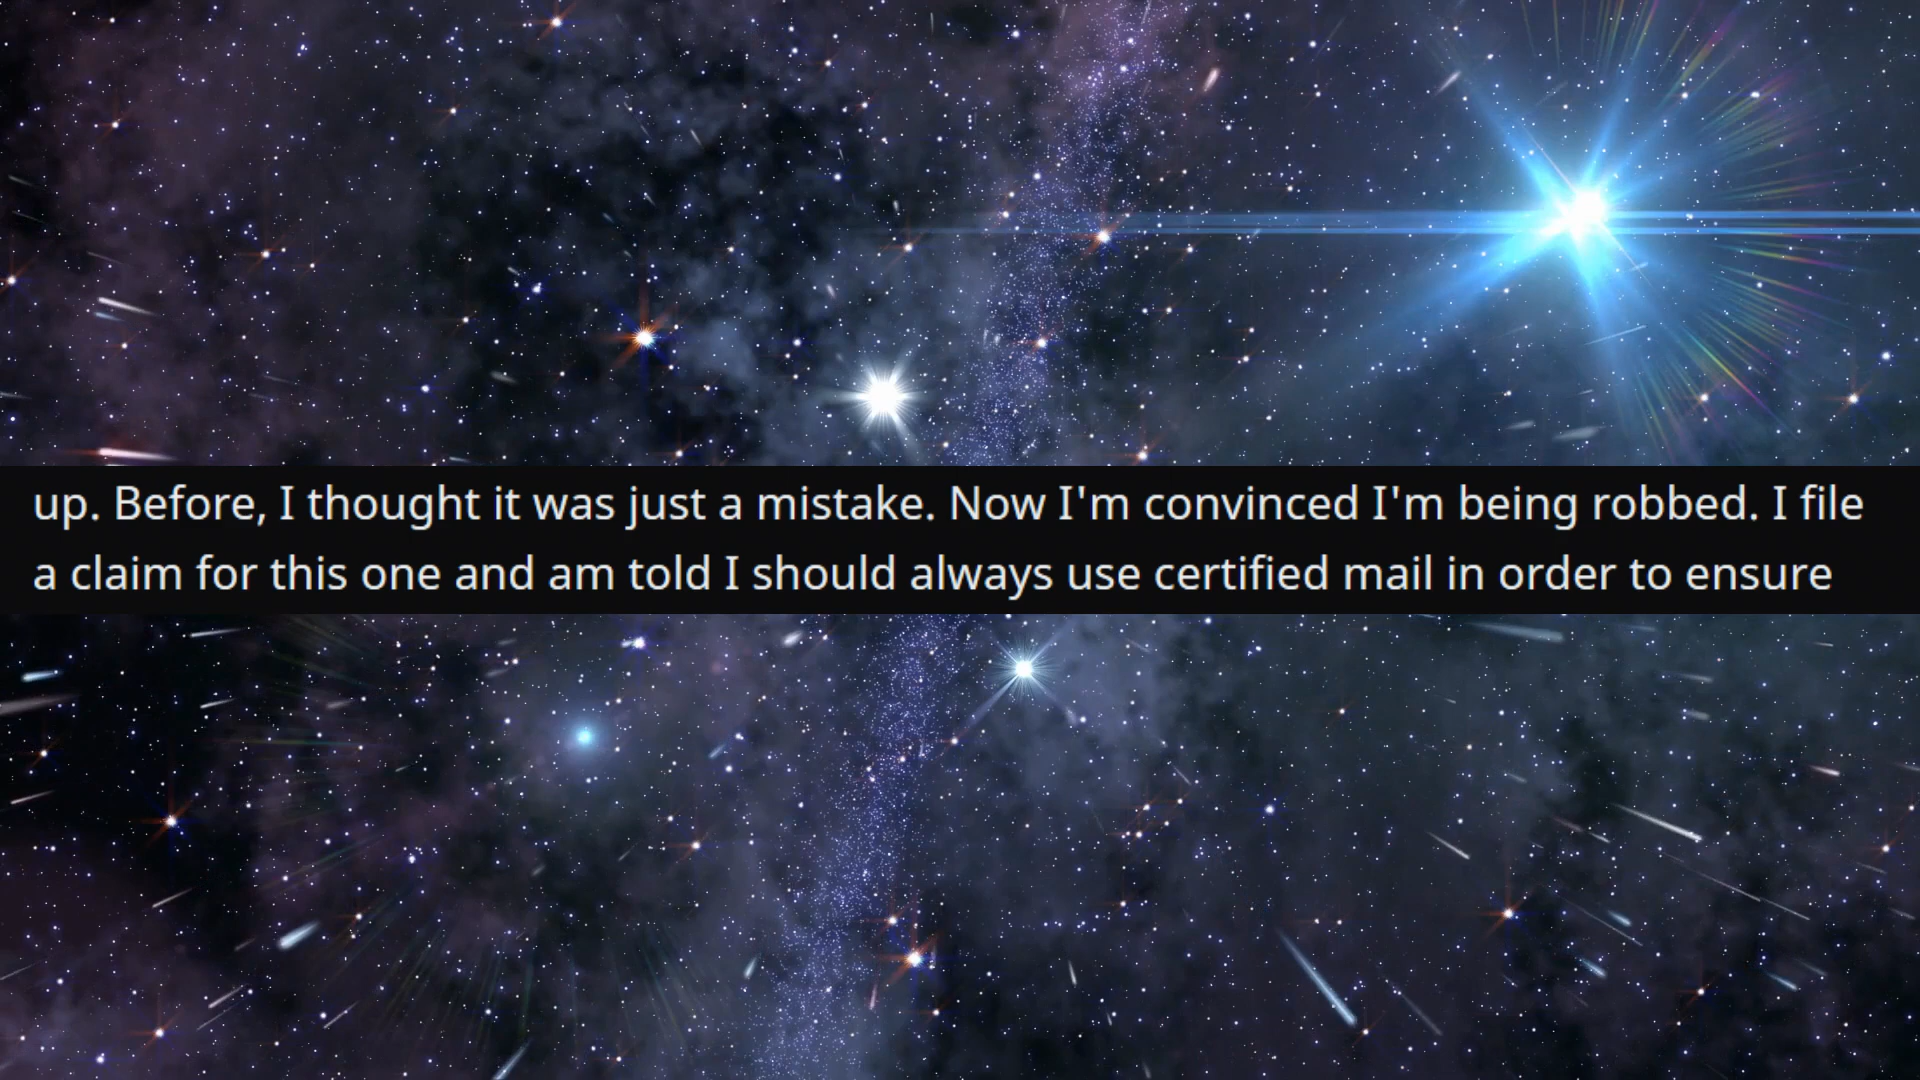 up. Before, I thought it was just a mistake. Now I'm convinced I'm being robbed. I file
a claim for this one and am told I should always use certified mail in order to ensure